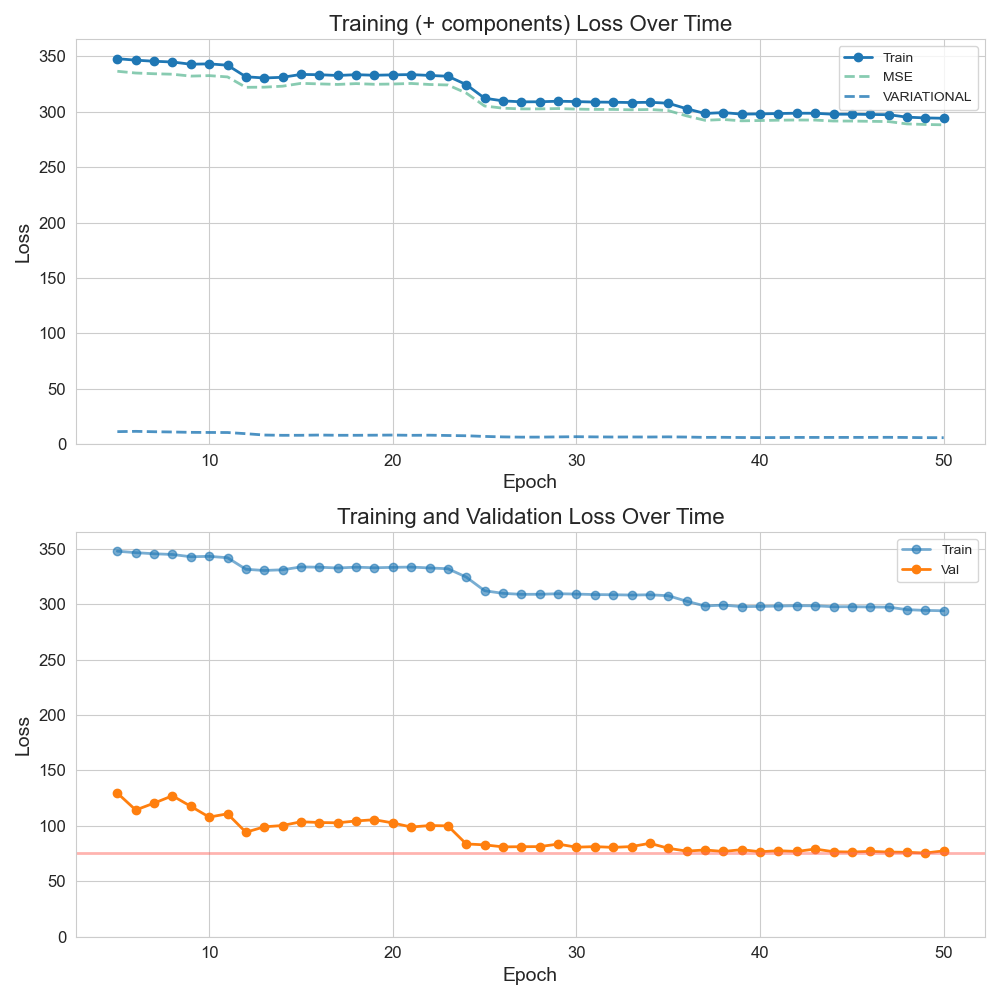 Training (+ components) Loss Over Time
350
300
250
200
150
100
50
0
Loss
Train
MSE
VARIATIONAL
10
20
30
40
50
Epoch
Training and Validation Loss Over Time
350
300
250
200
150
100
50
0
Loss
Train
Val
10
20
30
40
50
Epoch